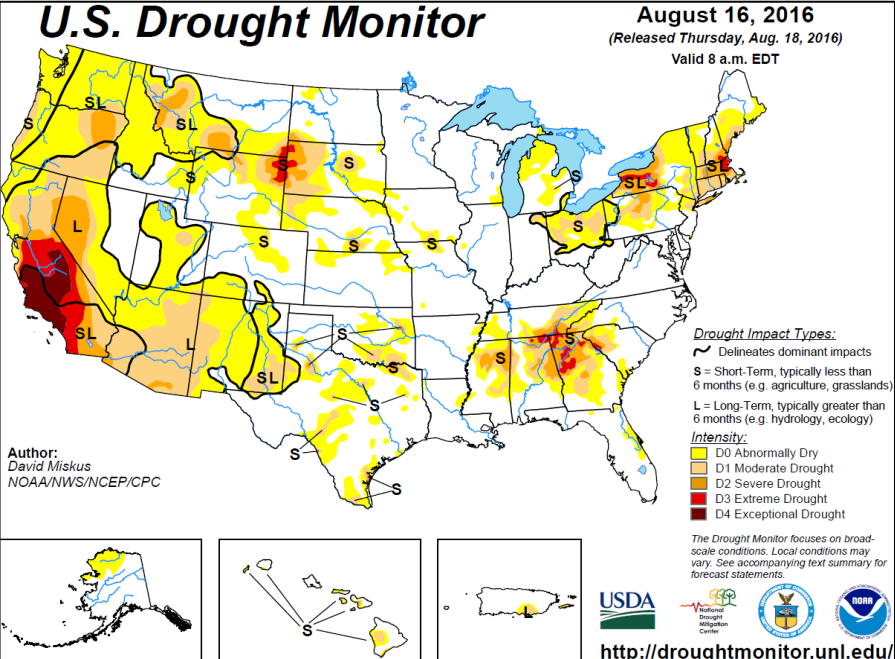 U.S. Drought Monitor
August 16, 2016
(Released Thursday, Aug. 18, 2016)
Valid 8 a.m. EDT
SL
S
SL
S
S
S
S
SL
SL
L
S
S
S
S
SL
L
SL
S
S
S
S
S
S
Drought Impact Types:
Delineates dominant impacts
S = Short-Term, typically less than
6 months (e.g. agriculture, grasslands)
L = Long-Term, typically greater than
6 months (e.g. hydrology, ecology)
Intensity:
D0 Abnormally Dry
D1 Moderate Drought
D2 Severe Drought
D3 Extreme Drought
D4 Exceptional Drought
Author:
David Miskus
NOAA/NWS/NCEP/CPC
The Drought Monitor focuses on broad-
scale conditions. Local conditions may
vary. See accompanying text summary for
forecast statements.
S
L
USDA
National
Drought
Mitigation
Center
NOAA
http://droughtmonitor.unl.edu/